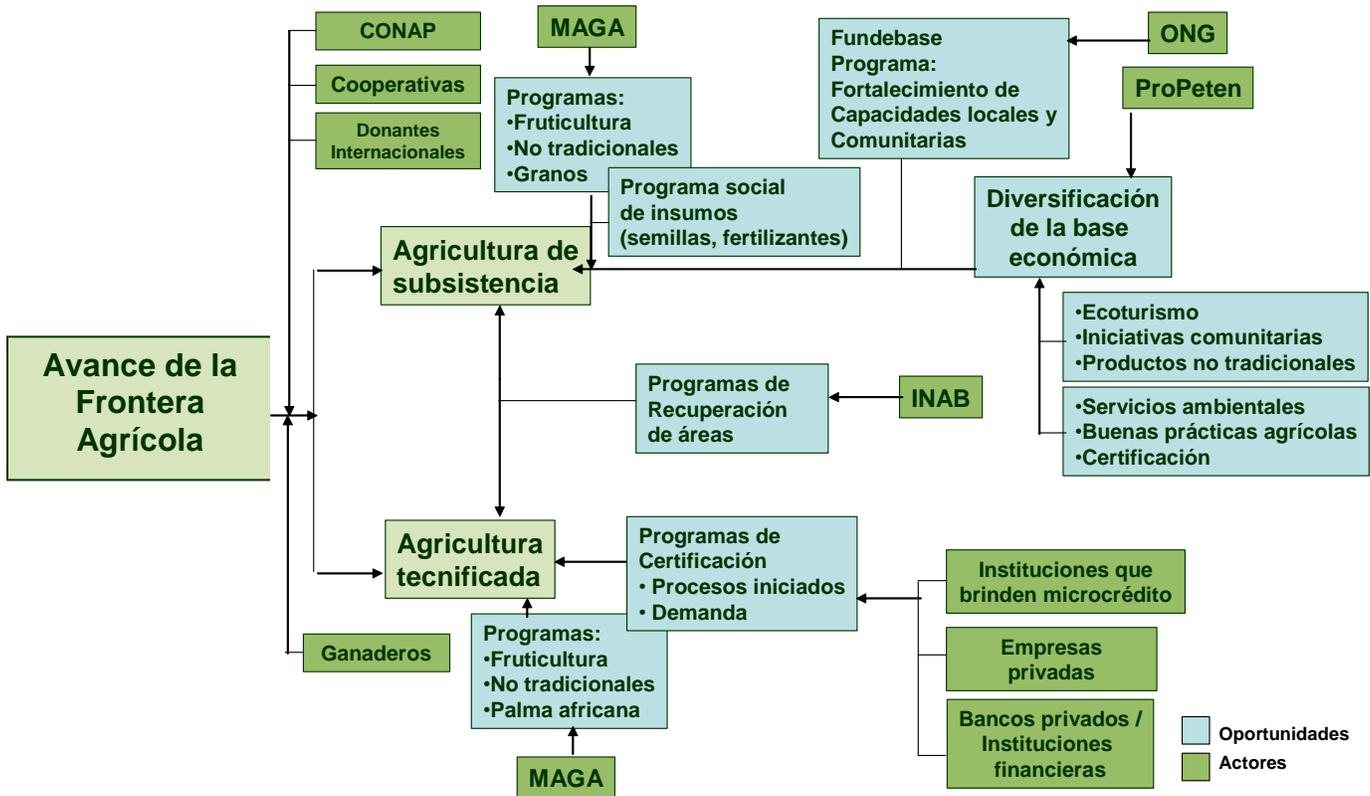 CONAP
Cooperativas
Donantes
Internacionales
MAGA
Programas:
•Fruticultura
•No tradicionales
•Granos
Programa social
de insumos
(semillas, fertilizantes)
Fundebase
Programa:
Fortalecimiento de
Capacidades locales y
Comunitarias
ONG
ProPeten
Diversificación
de la base
económica
Agricultura de
subsistencia
•Ecoturismo
•Iniciativas comunitarias
•Productos no tradicionales
•Servicios ambientales
•Buenas prácticas agrícolas
•Certificación
Avance de la
Frontera
Agrícola
Programas de
Recuperación
de áreas
INAB
Agricultura
tecnificada
Programas de
Certificación
• Procesos iniciados
• Demanda
Instituciones que
brinden microcrédito
Empresas
privadas
Bancos privados /
Instituciones
financieras
Ganaderos
Programas:
•Fruticultura
•No tradicionales
•Palma africana
MAGA
Oportunidades
Actores